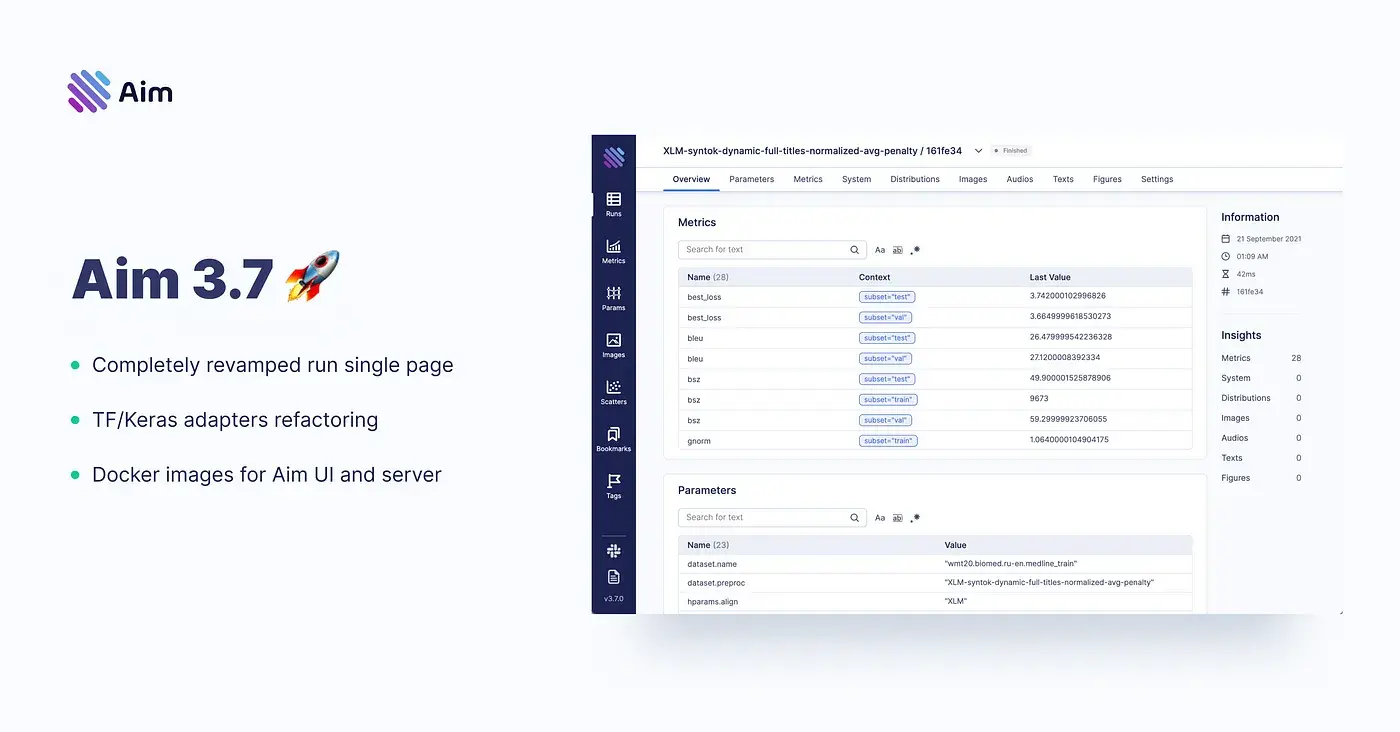 Aim
Aim 3.7 🚀
Completely revamped run single page
TF/Keras adapters refactoring
Docker images for Aim UI and server
Runs
Metrics
Params
Images
Scatters
Bookmarks
Tags
v3.7.0
XLM-syntok-dynamic-full-titles-normalized-avg-penalty / 161fe34 Finished
Overview Parameters Metrics System Distributions Images Audios Texts Figures Settings
Metrics
Search for text Aa ab .*
Name (28) Context Last Value
best_loss subset="test" 3.742000102996826
best_loss subset="val" 3.6649999618530273
bleu subset="test" 26.479999542236328
bleu subset="val" 27.1200008392334
bsz subset="test" 49.900001525878906
bsz subset="train" 9673
bsz subset="val" 59.29999923706055
gnorm subset="train" 1.0640000104904175
Parameters
Search for text Aa ab .*
Name (23) Value
dataset.name "wmt20.biomed.ru-en.medline_train"
dataset.preproc "XLM-syntok-dynamic-full-titles-normalized-avg-penalty"
hparams.align "XLM"
Information
21 September 2021
01:09 AM
42ms
161fe34
Insights
Metrics 28
System 0
Distributions 0
Images 0
Audios 0
Texts 0
Figures 0